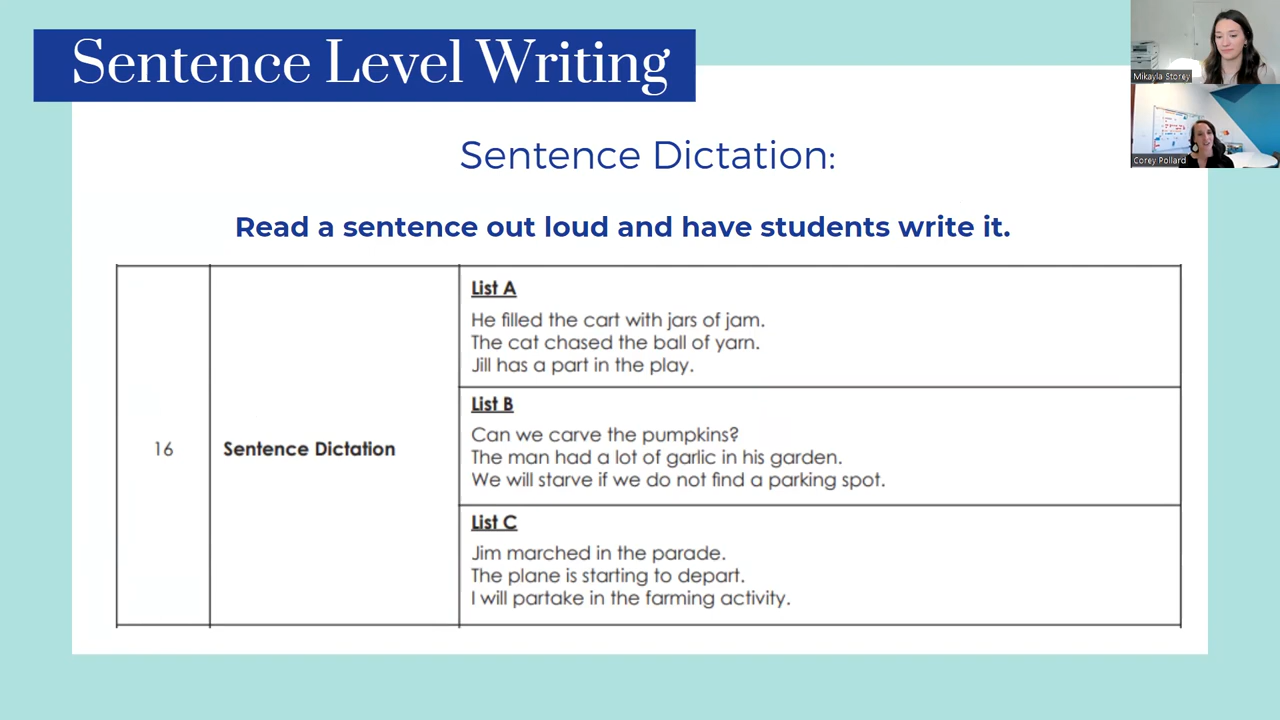 Sentence Level Writing
Mikayla Storey
Corey Pollard
Sentence Dictation:
Read a sentence out loud and have students write it.
16
Sentence Dictation
List A
He filled the cart with jars of jam.
The cat chased the ball of yarn.
Jill has a part in the play.
List B
Can we carve the pumpkins?
The man had a lot of garlic in his garden.
We will starve if we do not find a parking spot.
List C
Jim marched in the parade.
The plane is starting to depart.
I will partake in the farming activity.